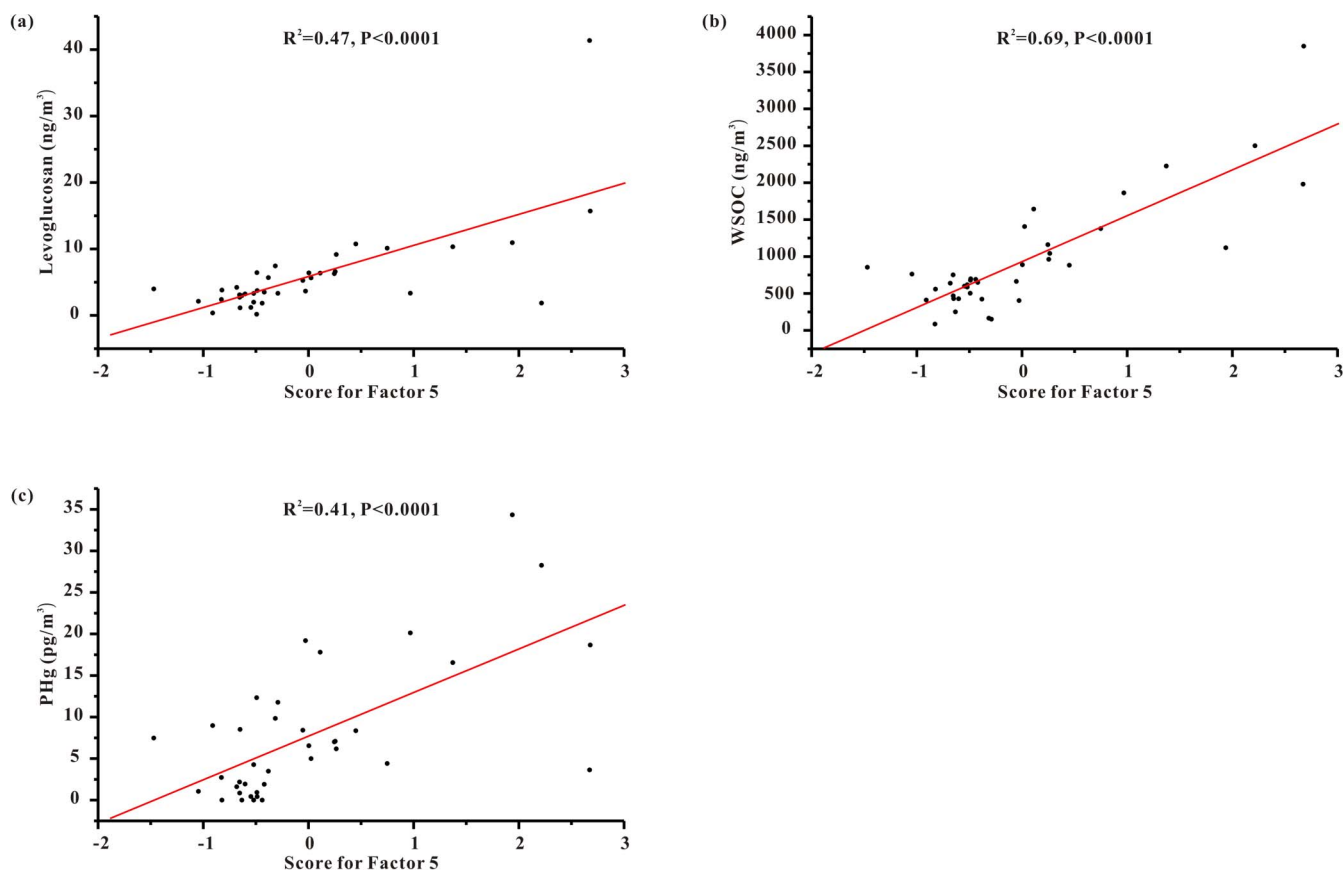 (a)
R²=0.47, P<0.0001
Levoglucosan (ng/m³)
40
30
20
10
0
-2 -1 0 1 2 3
Score for Factor 5
(b)
R²=0.69, P<0.0001
WSOC (ng/m³)
4000
3500
3000
2500
2000
1500
1000
500
0
-2 -1 0 1 2 3
Score for Factor 5
(c)
R²=0.41, P<0.0001
PHg (pg/m³)
35
30
25
20
15
10
5
0
-2 -1 0 1 2 3
Score for Factor 5